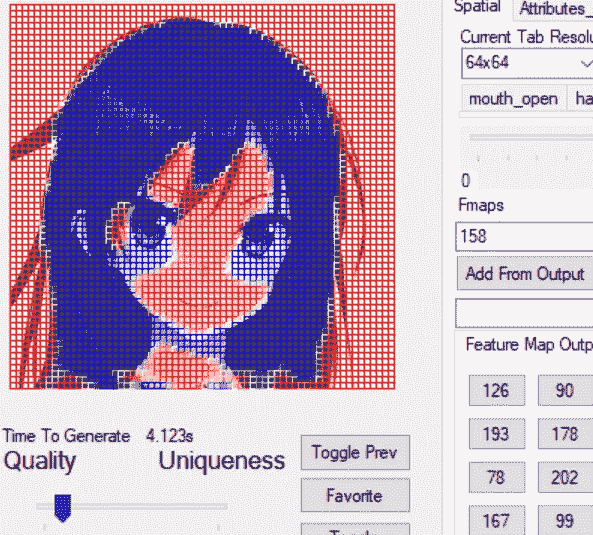 Spatial Attributes_
Current Tab Resolu
64x64
mouth_open ha
0
Fmaps
158
Add From Output
Feature Map Outp
126 90
193 178
78 202
167 99
Time To Generate 4.123s
Quality Uniqueness
Toggle Prev
Favorite